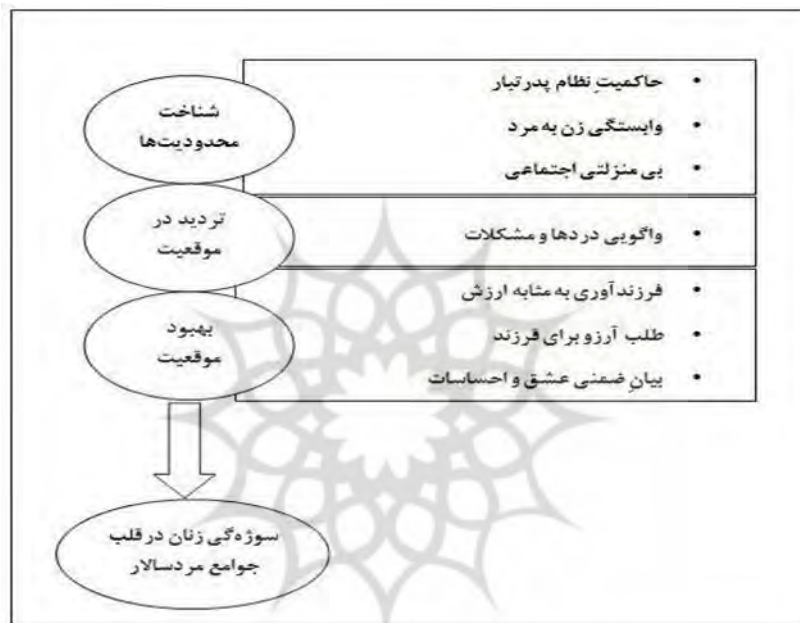 شناخت
محدودیت‌ها
• حاکمیتِ نظام پدرتبار
• وابستگی زن به مرد
• بی منزلتی اجتماعی
تردید در
موقعیت
• واگویی دردها و مشکلات
بهبود
موقعیت
• فرزندآوری به مثابه ارزش
• طلب آرزو برای فرزند
• بیانِ ضمنی عشق و احساسات
سوژه‌گی زنان در قلب
جوامع مردسالار